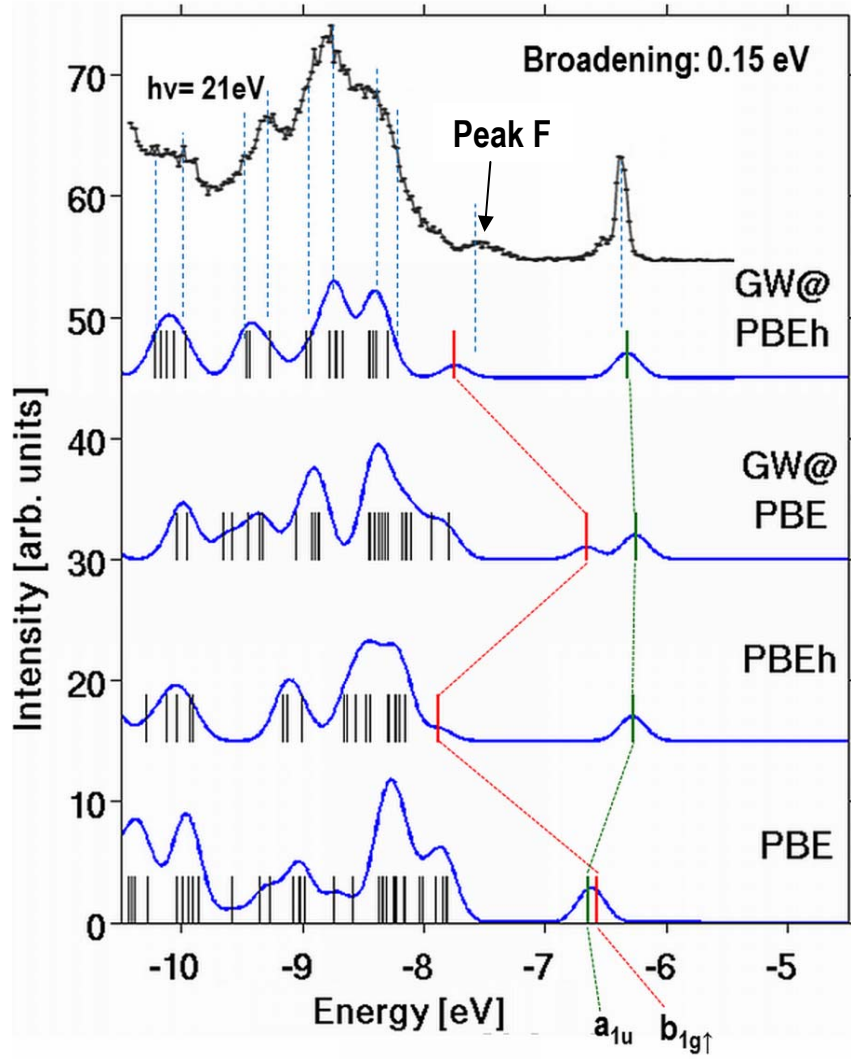 Broadening: 0.15 eV
hν= 21eV
Peak F
70
60
50
40
30
20
10
0
GW@
PBEh
GW@
PBE
PBEh
PBE
Intensity [arb. units]
-10 -9 -8 -7 -6 -5
Energy [eV]
a1u b1g↑